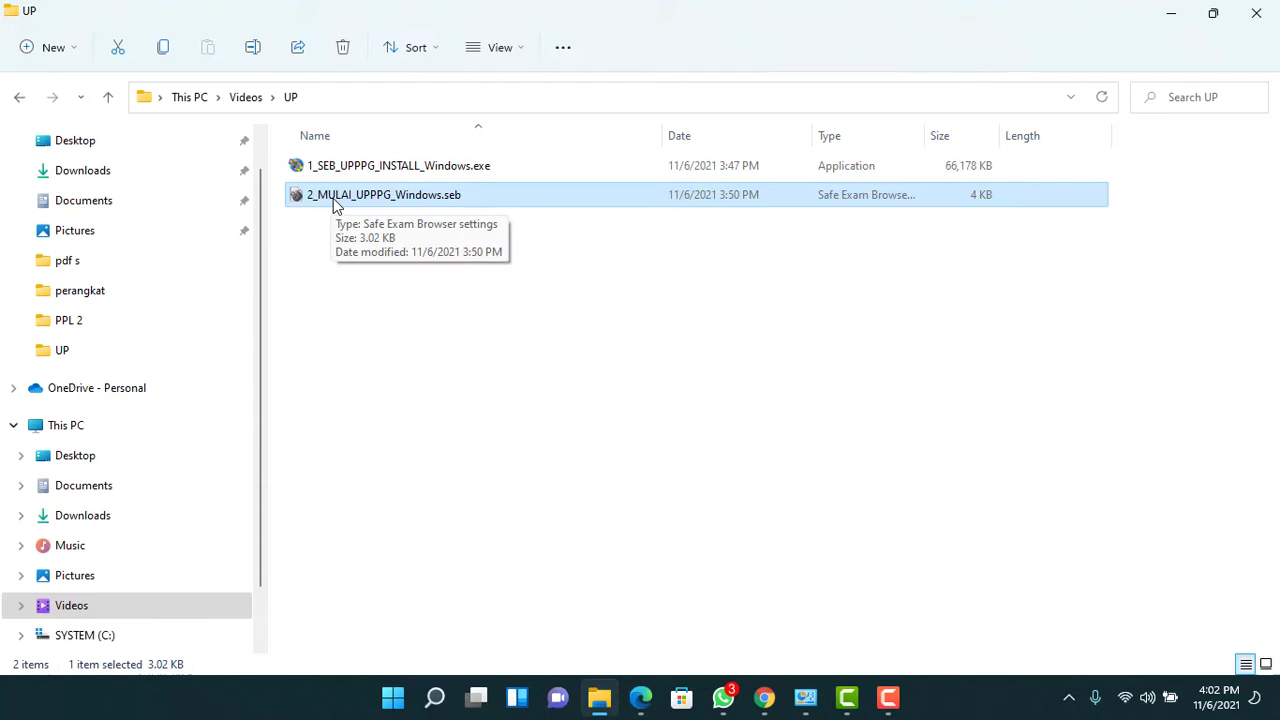 UP
New
Sort
View
This PC
Videos
UP
Search UP
Name
Date
Type
Size
Length
1_SEB_UPPPG_INSTALL_Windows.exe
11/6/2021 3:47 PM
Application
66,178 KB
2_MULAI_UPPPG_Windows.seb
11/6/2021 3:50 PM
Safe Exam Browse...
4 KB
Type: Safe Exam Browser settings
Size: 3.02 KB
Date modified: 11/6/2021 3:50 PM
Desktop
Downloads
Documents
Pictures
pdf s
perangkat
PPL 2
UP
OneDrive - Personal
This PC
Desktop
Documents
Downloads
Music
Pictures
Videos
SYSTEM (C:)
2 items
1 item selected 3.02 KB
3
4:02 PM
11/6/2021